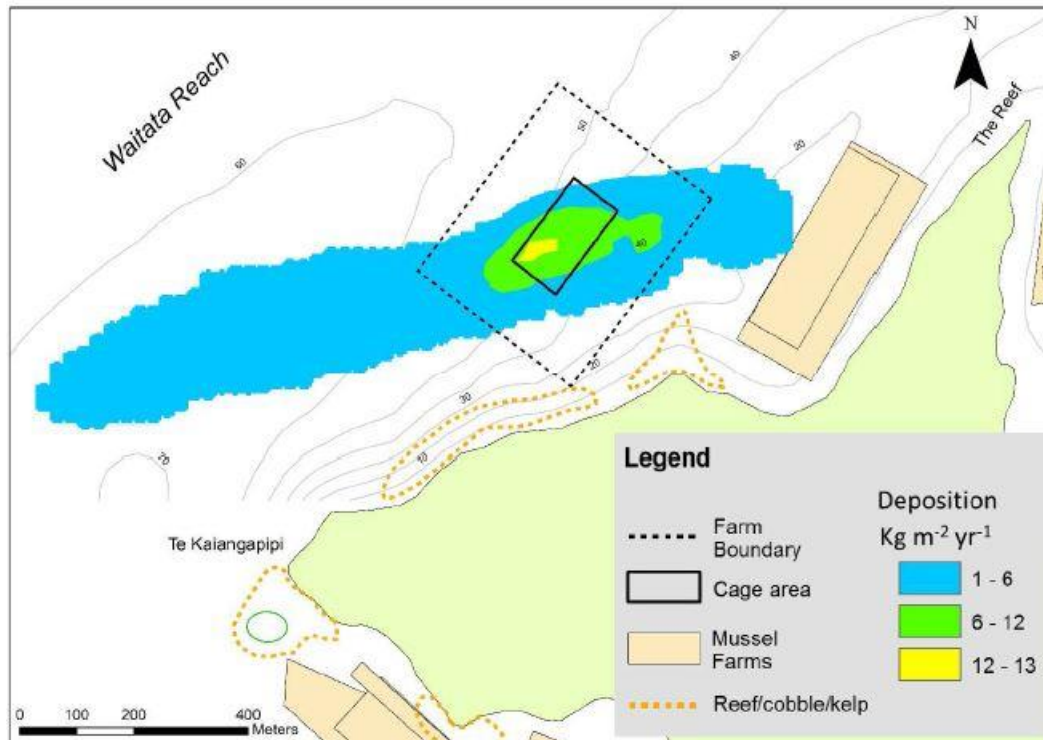 N
Waitata Reach
The Reef
40
50
60
20
40
20
30
10
20
Te Kaiangapipi
Legend
Farm
Boundary
Cage area
Mussel
Farms
Reef/cobble/kelp
Deposition
Kg m⁻² yr⁻¹
1 - 6
6 - 12
12 - 13
0 100 200 400
Meters